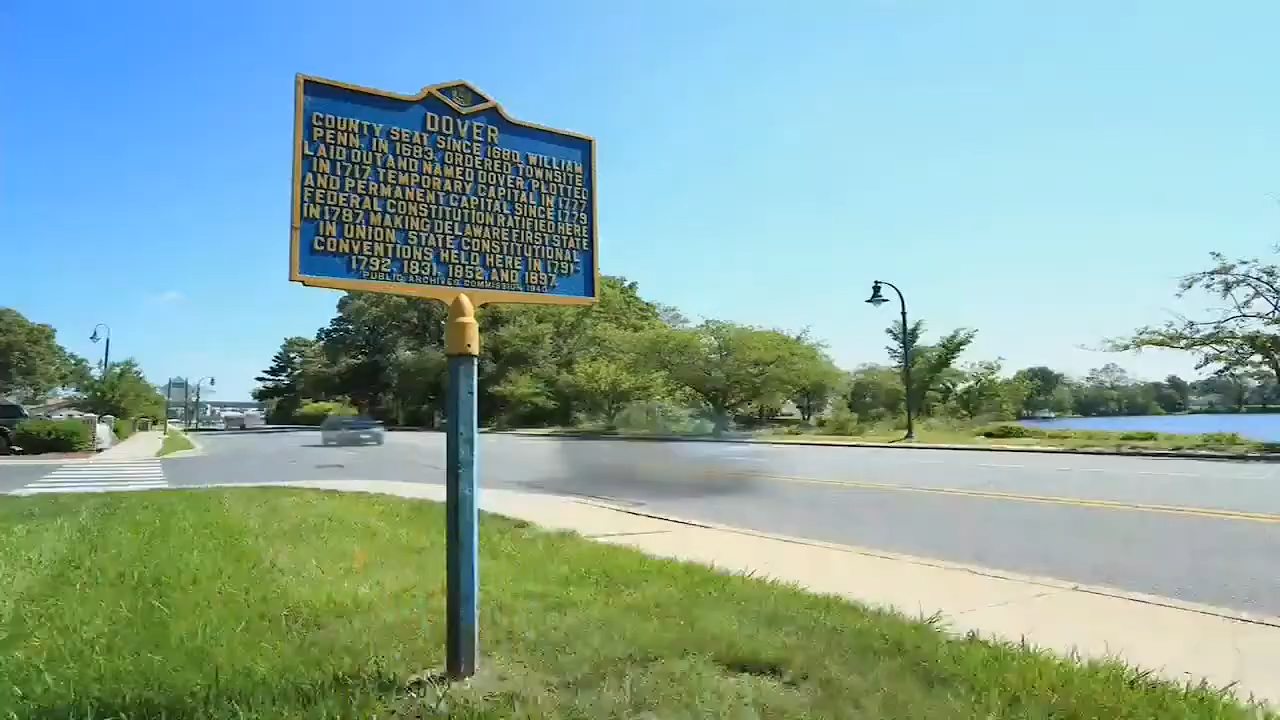 DOVER
COUNTY SEAT SINCE 1680. WILLIAM
PENN, IN 1683, ORDERED TOWNSITE
LAID OUT AND NAMED DOVER. PLOTTED
IN 1717. TEMPORARY CAPITAL IN 1777
AND PERMANENT CAPITAL SINCE 1779
FEDERAL CONSTITUTION RATIFIED HERE
IN 1787, MAKING DELAWARE FIRST STATE
IN UNION. STATE CONSTITUTIONAL
CONVENTIONS HELD HERE IN 1791-
1792, 1831, 1852, AND 1897.
PUBLIC ARCHIVES COMMISSION 1940